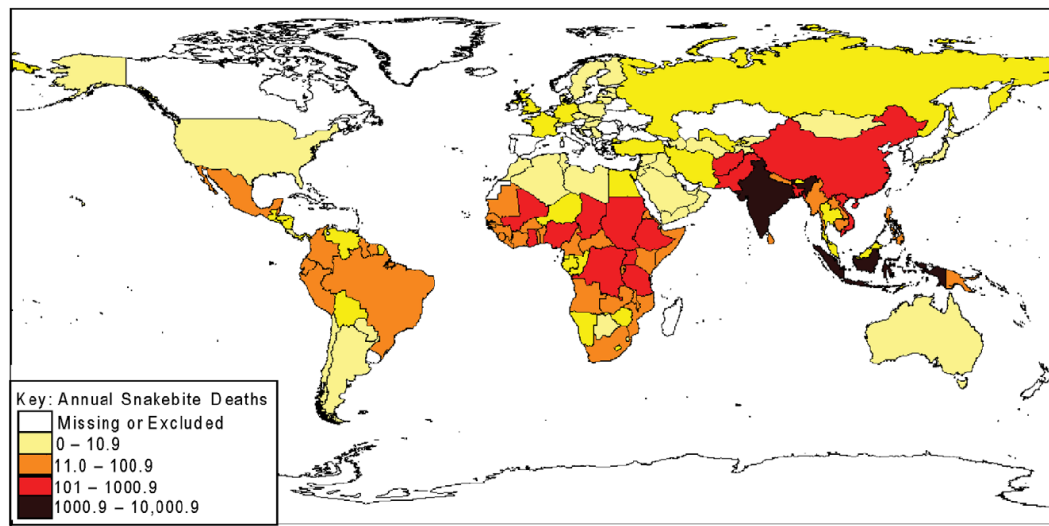 Key: Annual Snakebite Deaths
Missing or Excluded
0 – 10.9
11.0 – 100.9
101 – 1000.9
1000.9 – 10,000.9